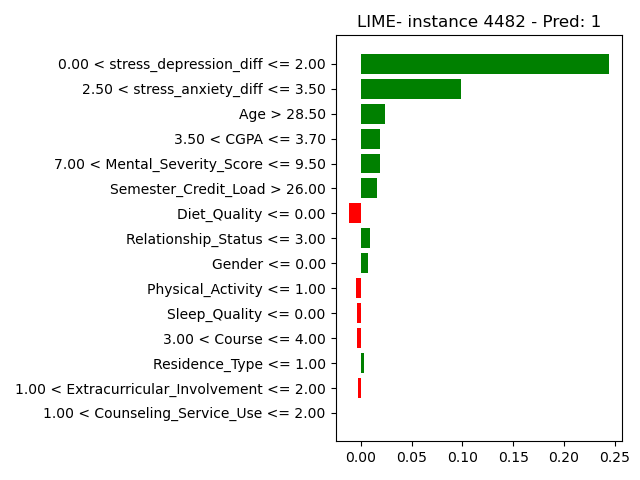 LIME- instance 4482 - Pred: 1
0.00 < stress_depression_diff <= 2.00
2.50 < stress_anxiety_diff <= 3.50
Age > 28.50
3.50 < CGPA <= 3.70
7.00 < Mental_Severity_Score <= 9.50
Semester_Credit_Load > 26.00
Diet_Quality <= 0.00
Relationship_Status <= 3.00
Gender <= 0.00
Physical_Activity <= 1.00
Sleep_Quality <= 0.00
3.00 < Course <= 4.00
Residence_Type <= 1.00
1.00 < Extracurricular_Involvement <= 2.00
1.00 < Counseling_Service_Use <= 2.00
0.00 0.05 0.10 0.15 0.20 0.25